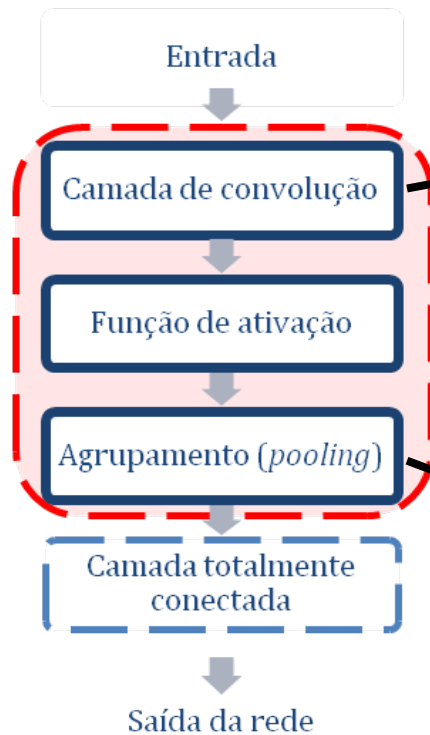 Entrada
Camada de convolução
Função de ativação
Agrupamento (pooling)
Camada totalmente
conectada
Saída da rede